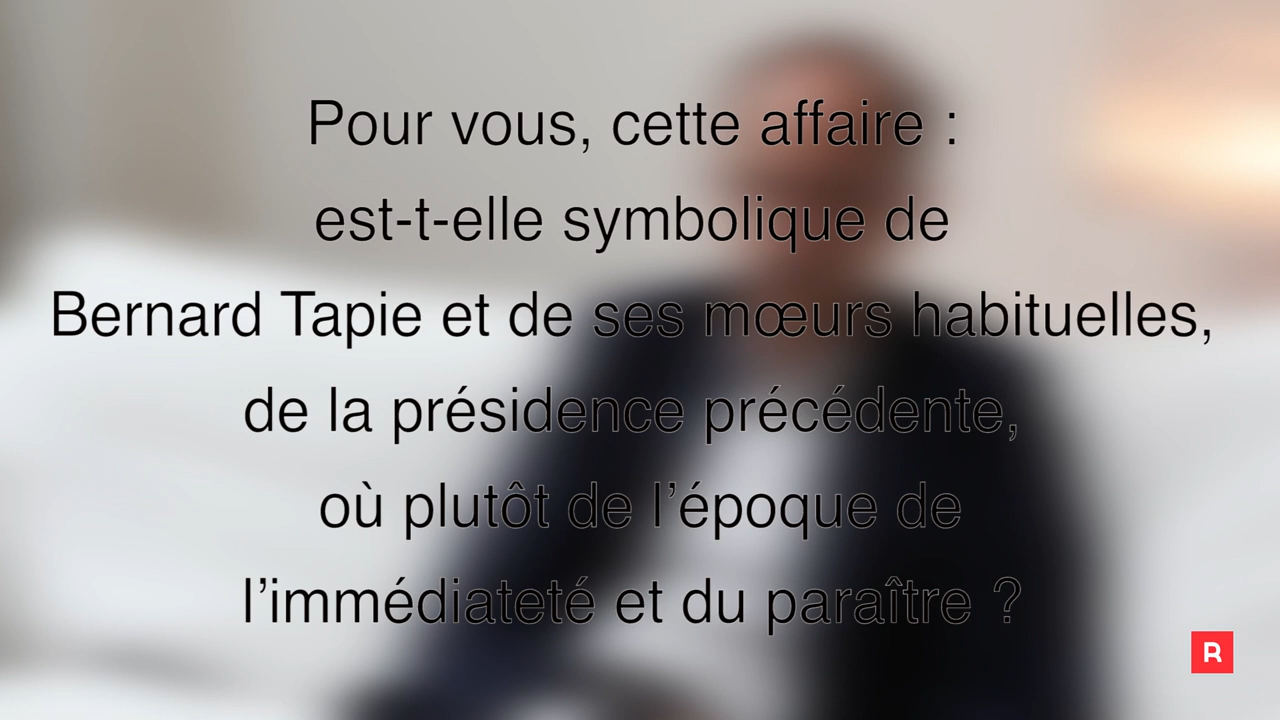 Pour vous, cette affaire :
est-t-elle symbolique de
Bernard Tapie et de ses mœurs habituelles,
de la présidence précédente,
où plutôt de l’époque de
l’immédiateté et du paraître ?
R